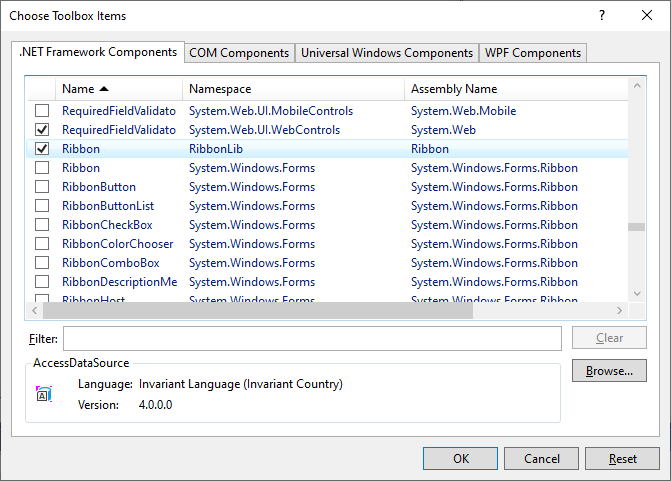 Choose Toolbox Items
.NET Framework Components COM Components Universal Windows Components WPF Components
Name Namespace Assembly Name
RequiredFieldValidato System.Web.UI.MobileControls System.Web.Mobile
RequiredFieldValidato System.Web.UI.WebControls System.Web
Ribbon RibbonLib Ribbon
Ribbon System.Windows.Forms System.Windows.Forms.Ribbon
RibbonButton System.Windows.Forms System.Windows.Forms.Ribbon
RibbonButtonList System.Windows.Forms System.Windows.Forms.Ribbon
RibbonCheckBox System.Windows.Forms System.Windows.Forms.Ribbon
RibbonColorChooser System.Windows.Forms System.Windows.Forms.Ribbon
RibbonComboBox System.Windows.Forms System.Windows.Forms.Ribbon
RibbonDescriptionMe System.Windows.Forms System.Windows.Forms.Ribbon
RibbonHost System.Windows.Forms System.Windows.Forms.Ribbon
Filter: Clear
AccessDataSource
Language: Invariant Language (Invariant Country) Browse...
Version: 4.0.0.0
OK Cancel Reset